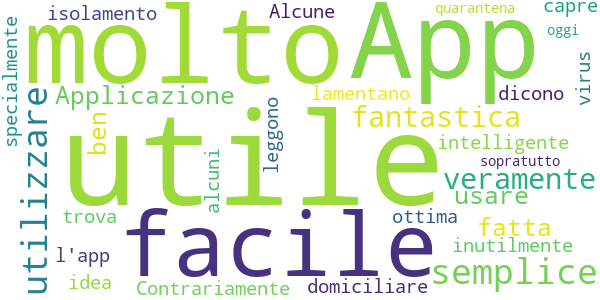 isolamento Alcune quarantena capre
molto App oggi
specialmente utilizzare Applicazione lamentano dicono virus
ben leggono fantastica
utile intelligente
alcuni sopratutto
veramente
trova usare
facile ottima fatta
l'app inutilmente
idea Contrariamente domiciliare semplice